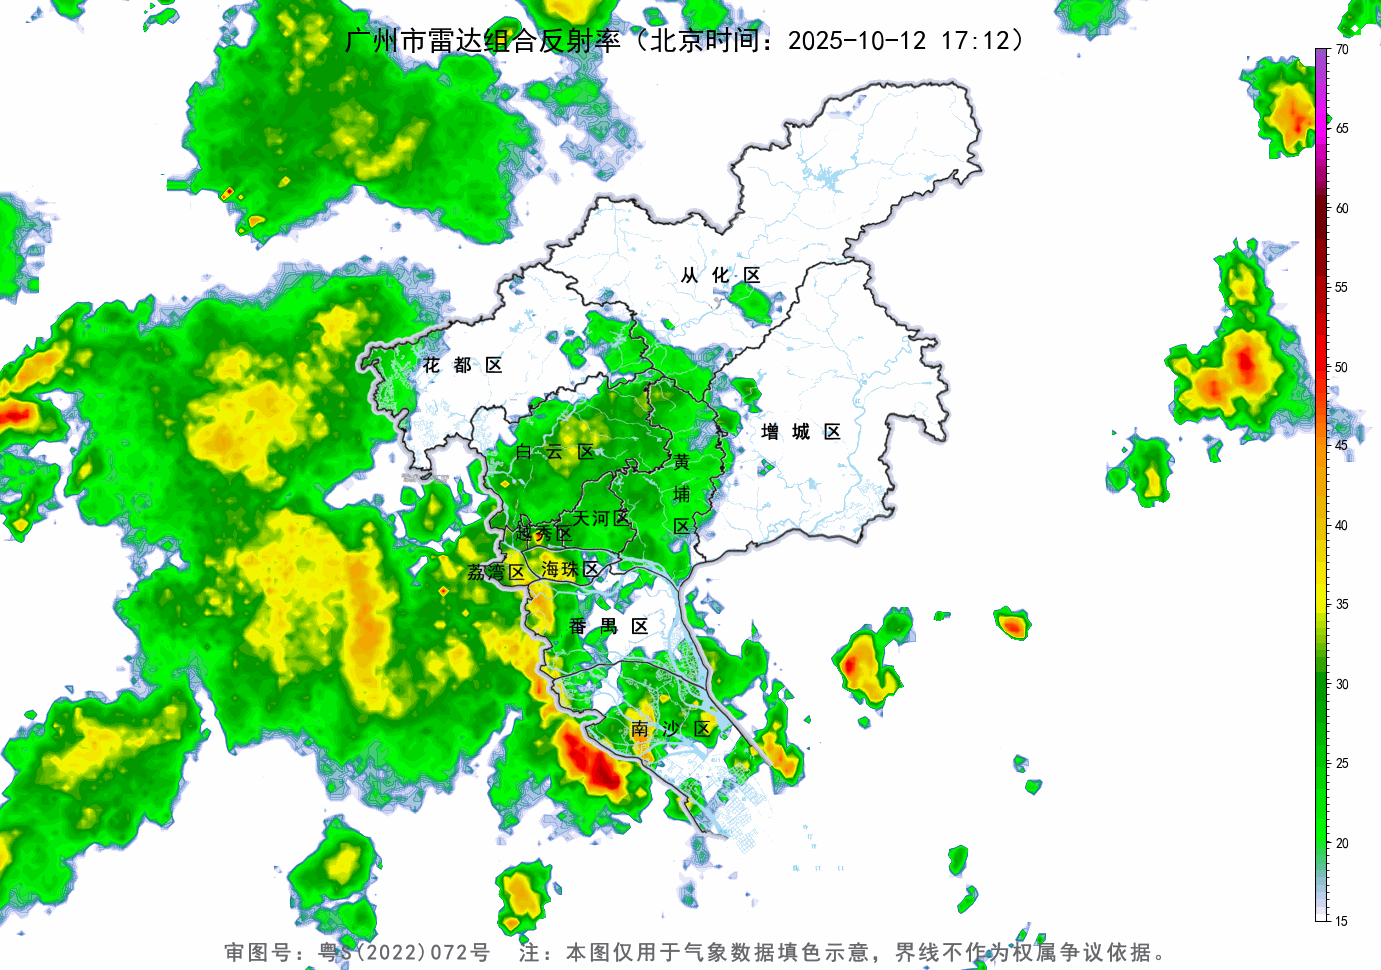 广州市雷达组合反射率（北京时间：2025-10-12 17:12）
70
65
60
55
50
45
40
35
30
25
20
15
从化区
花都区
增城区
白云区
黄埔区
天河区
越秀区
荔湾区
海珠区
番禺区
南沙区
审图号：粤S(2022)072号 注：本图仅用于气象数据填色示意，界线不作为权属争议依据。